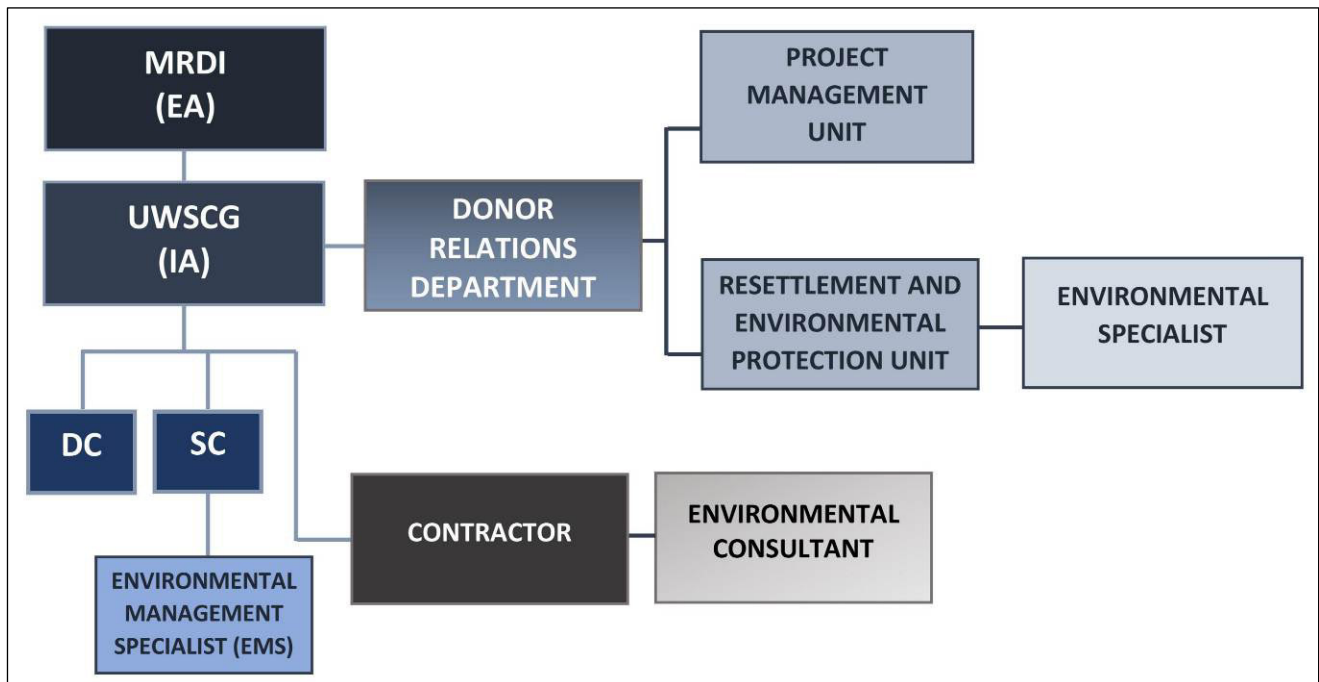 MRDI
(EA)
UWSCG
(IA)
DONOR
RELATIONS
DEPARTMENT
PROJECT
MANAGEMENT
UNIT
RESETTLEMENT AND
ENVIRONMENTAL
PROTECTION UNIT
ENVIRONMENTAL
SPECIALIST
DC
SC
ENVIRONMENTAL
MANAGEMENT
SPECIALIST (EMS)
CONTRACTOR
ENVIRONMENTAL
CONSULTANT